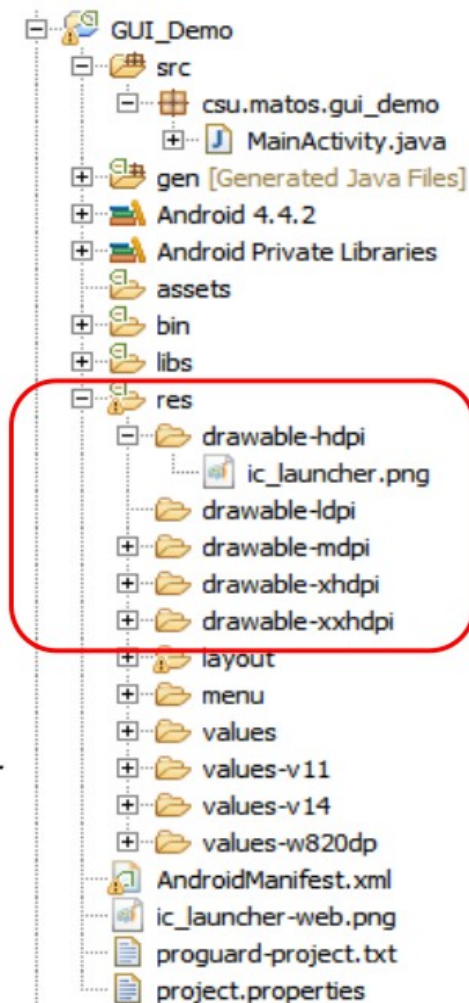 GUI_Demo
src
csu.matos.gui_demo
MainActivity.java
gen [Generated Java Files]
Android 4.4.2
Android Private Libraries
assets
bin
libs
res
drawable-hdpi
ic_launcher.png
drawable-ldpi
drawable-mdpi
drawable-xhdpi
drawable-xxhdpi
layout
menu
values
values-v11
values-v14
values-w820dp
AndroidManifest.xml
ic_launcher-web.png
proguard-project.txt
project.properties